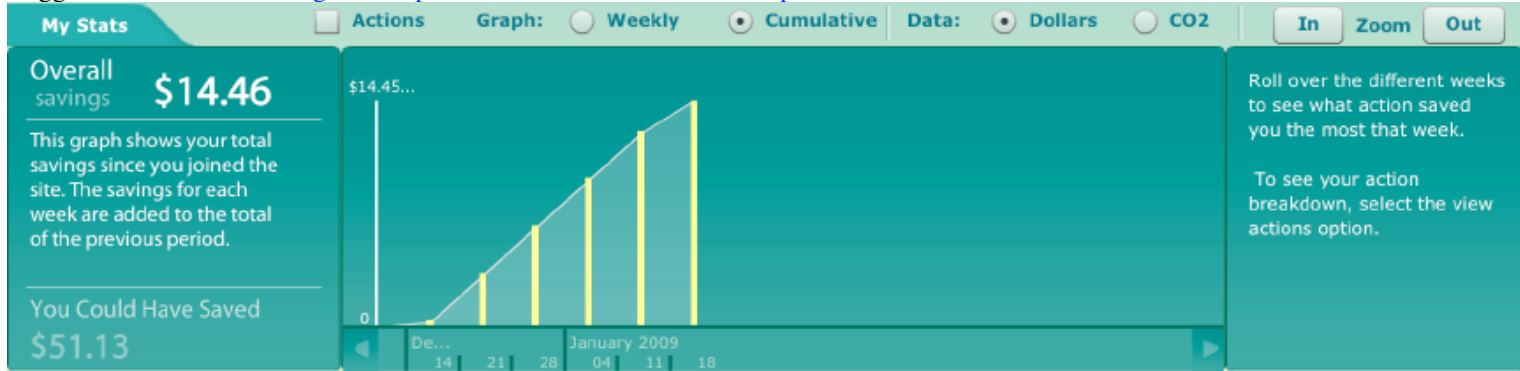 My Stats
Actions Graph: Weekly Cumulative Data: Dollars CO2 In Zoom Out
Overall
savings $14.46
This graph shows your total
savings since you joined the
site. The savings for each
week are added to the total
of the previous period.
You Could Have Saved
$51.13
$14.45...
0
De... January 2009
14 21 28 04 11 18
Roll over the different weeks
to see what action saved
you the most that week.
To see your action
breakdown, select the view
actions option.